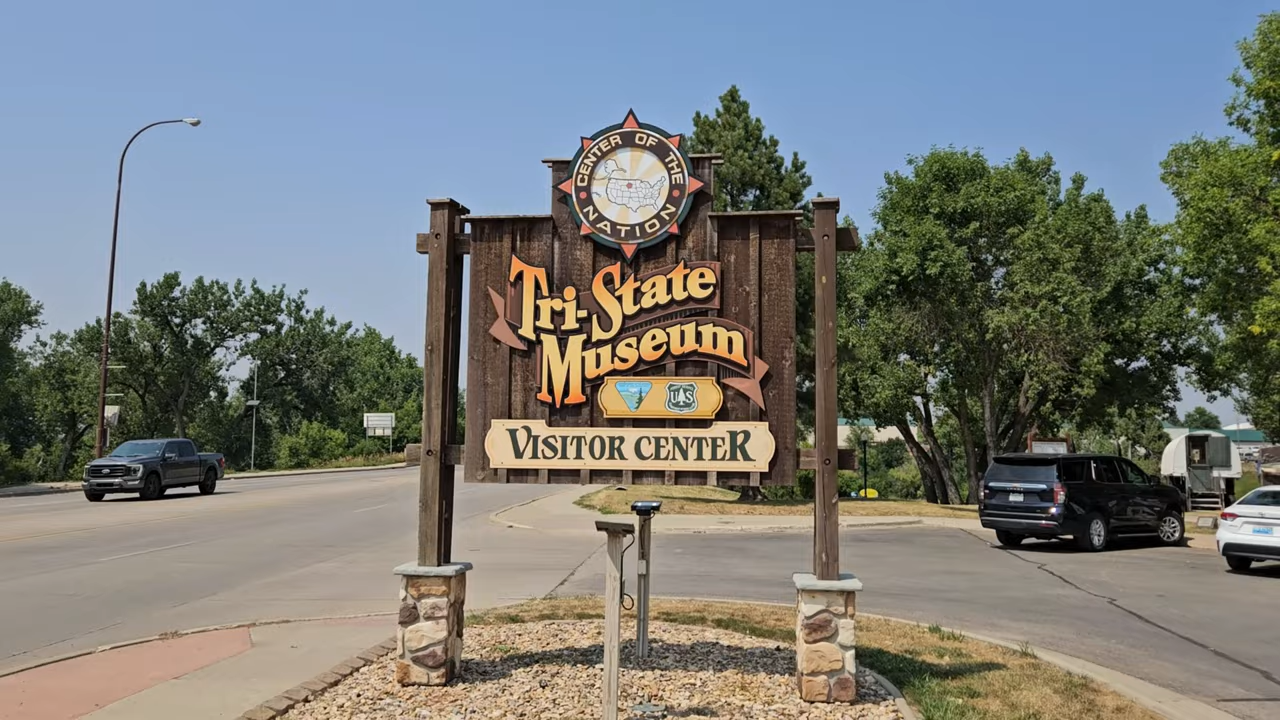 CENTER OF THE
NATION
Tri-State
Museum
UAS
VISITOR CENTER